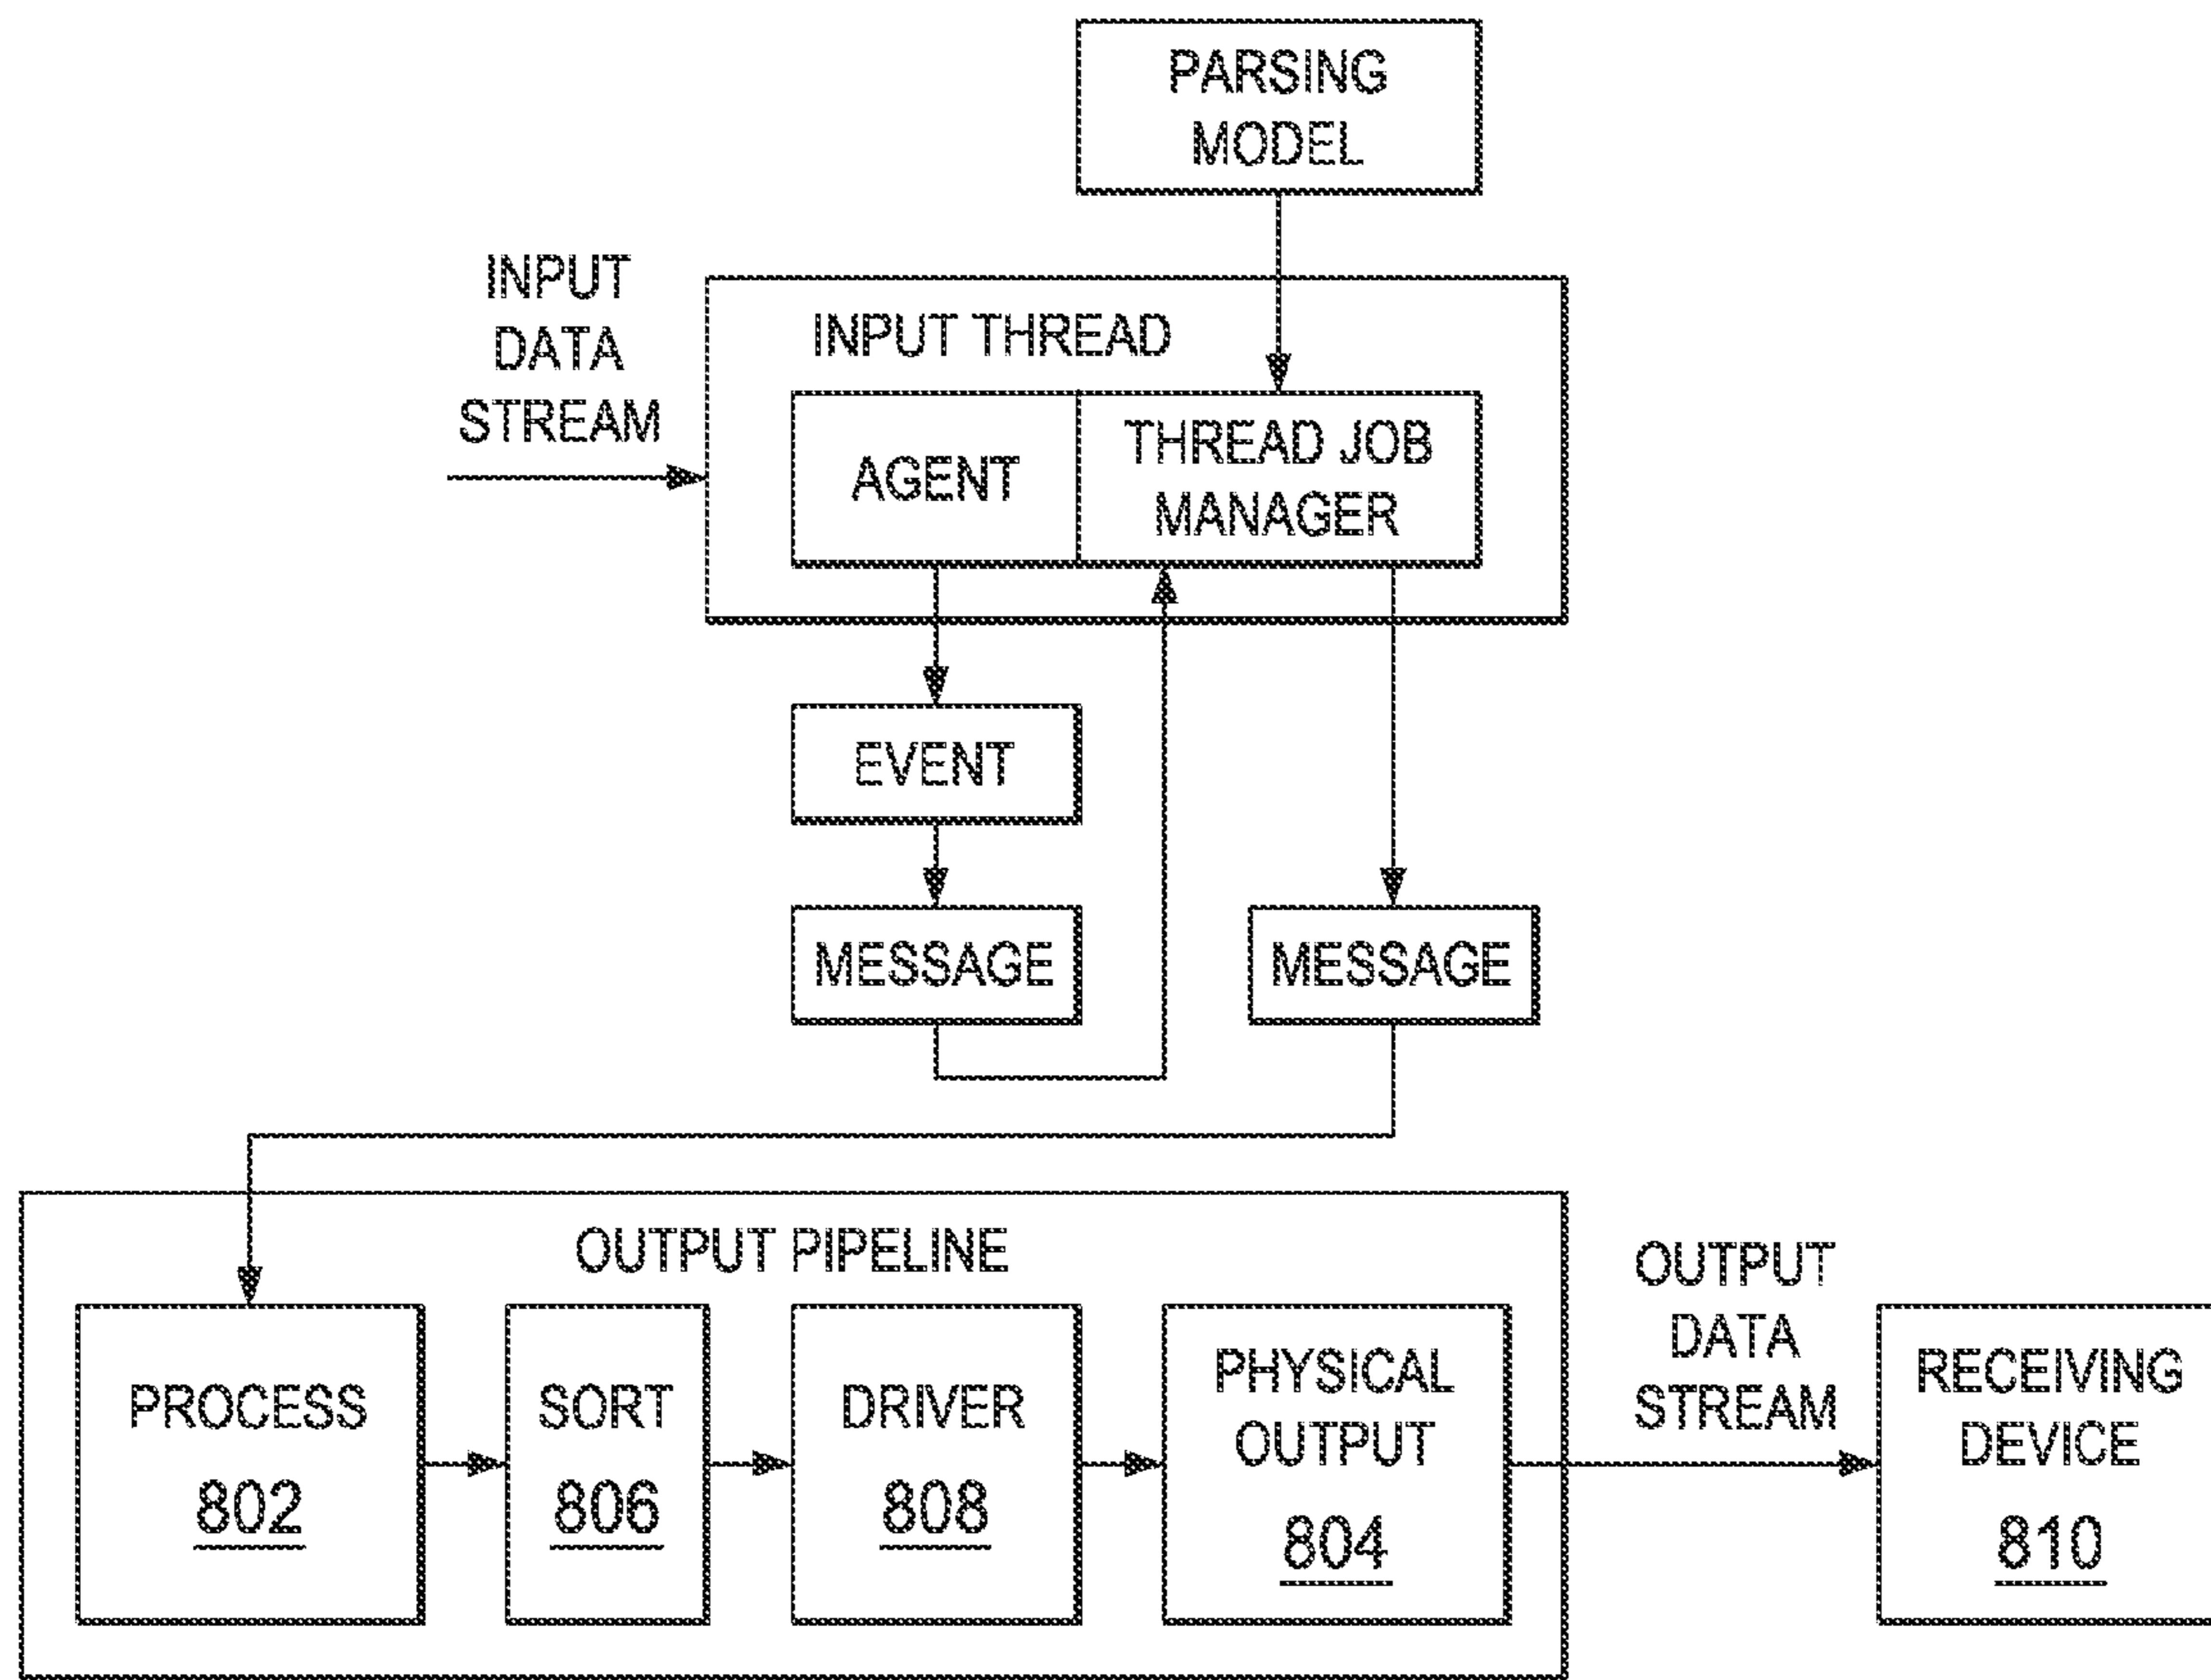 PARSING
MODEL
INPUT
DATA
STREAM
INPUT THREAD
AGENT
THREAD JOB
MANAGER
EVENT
MESSAGE
MESSAGE
OUTPUT PIPELINE
PROCESS
802
SORT
806
DRIVER
808
PHYSICAL
OUTPUT
804
OUTPUT
DATA
STREAM
RECEIVING
DEVICE
810